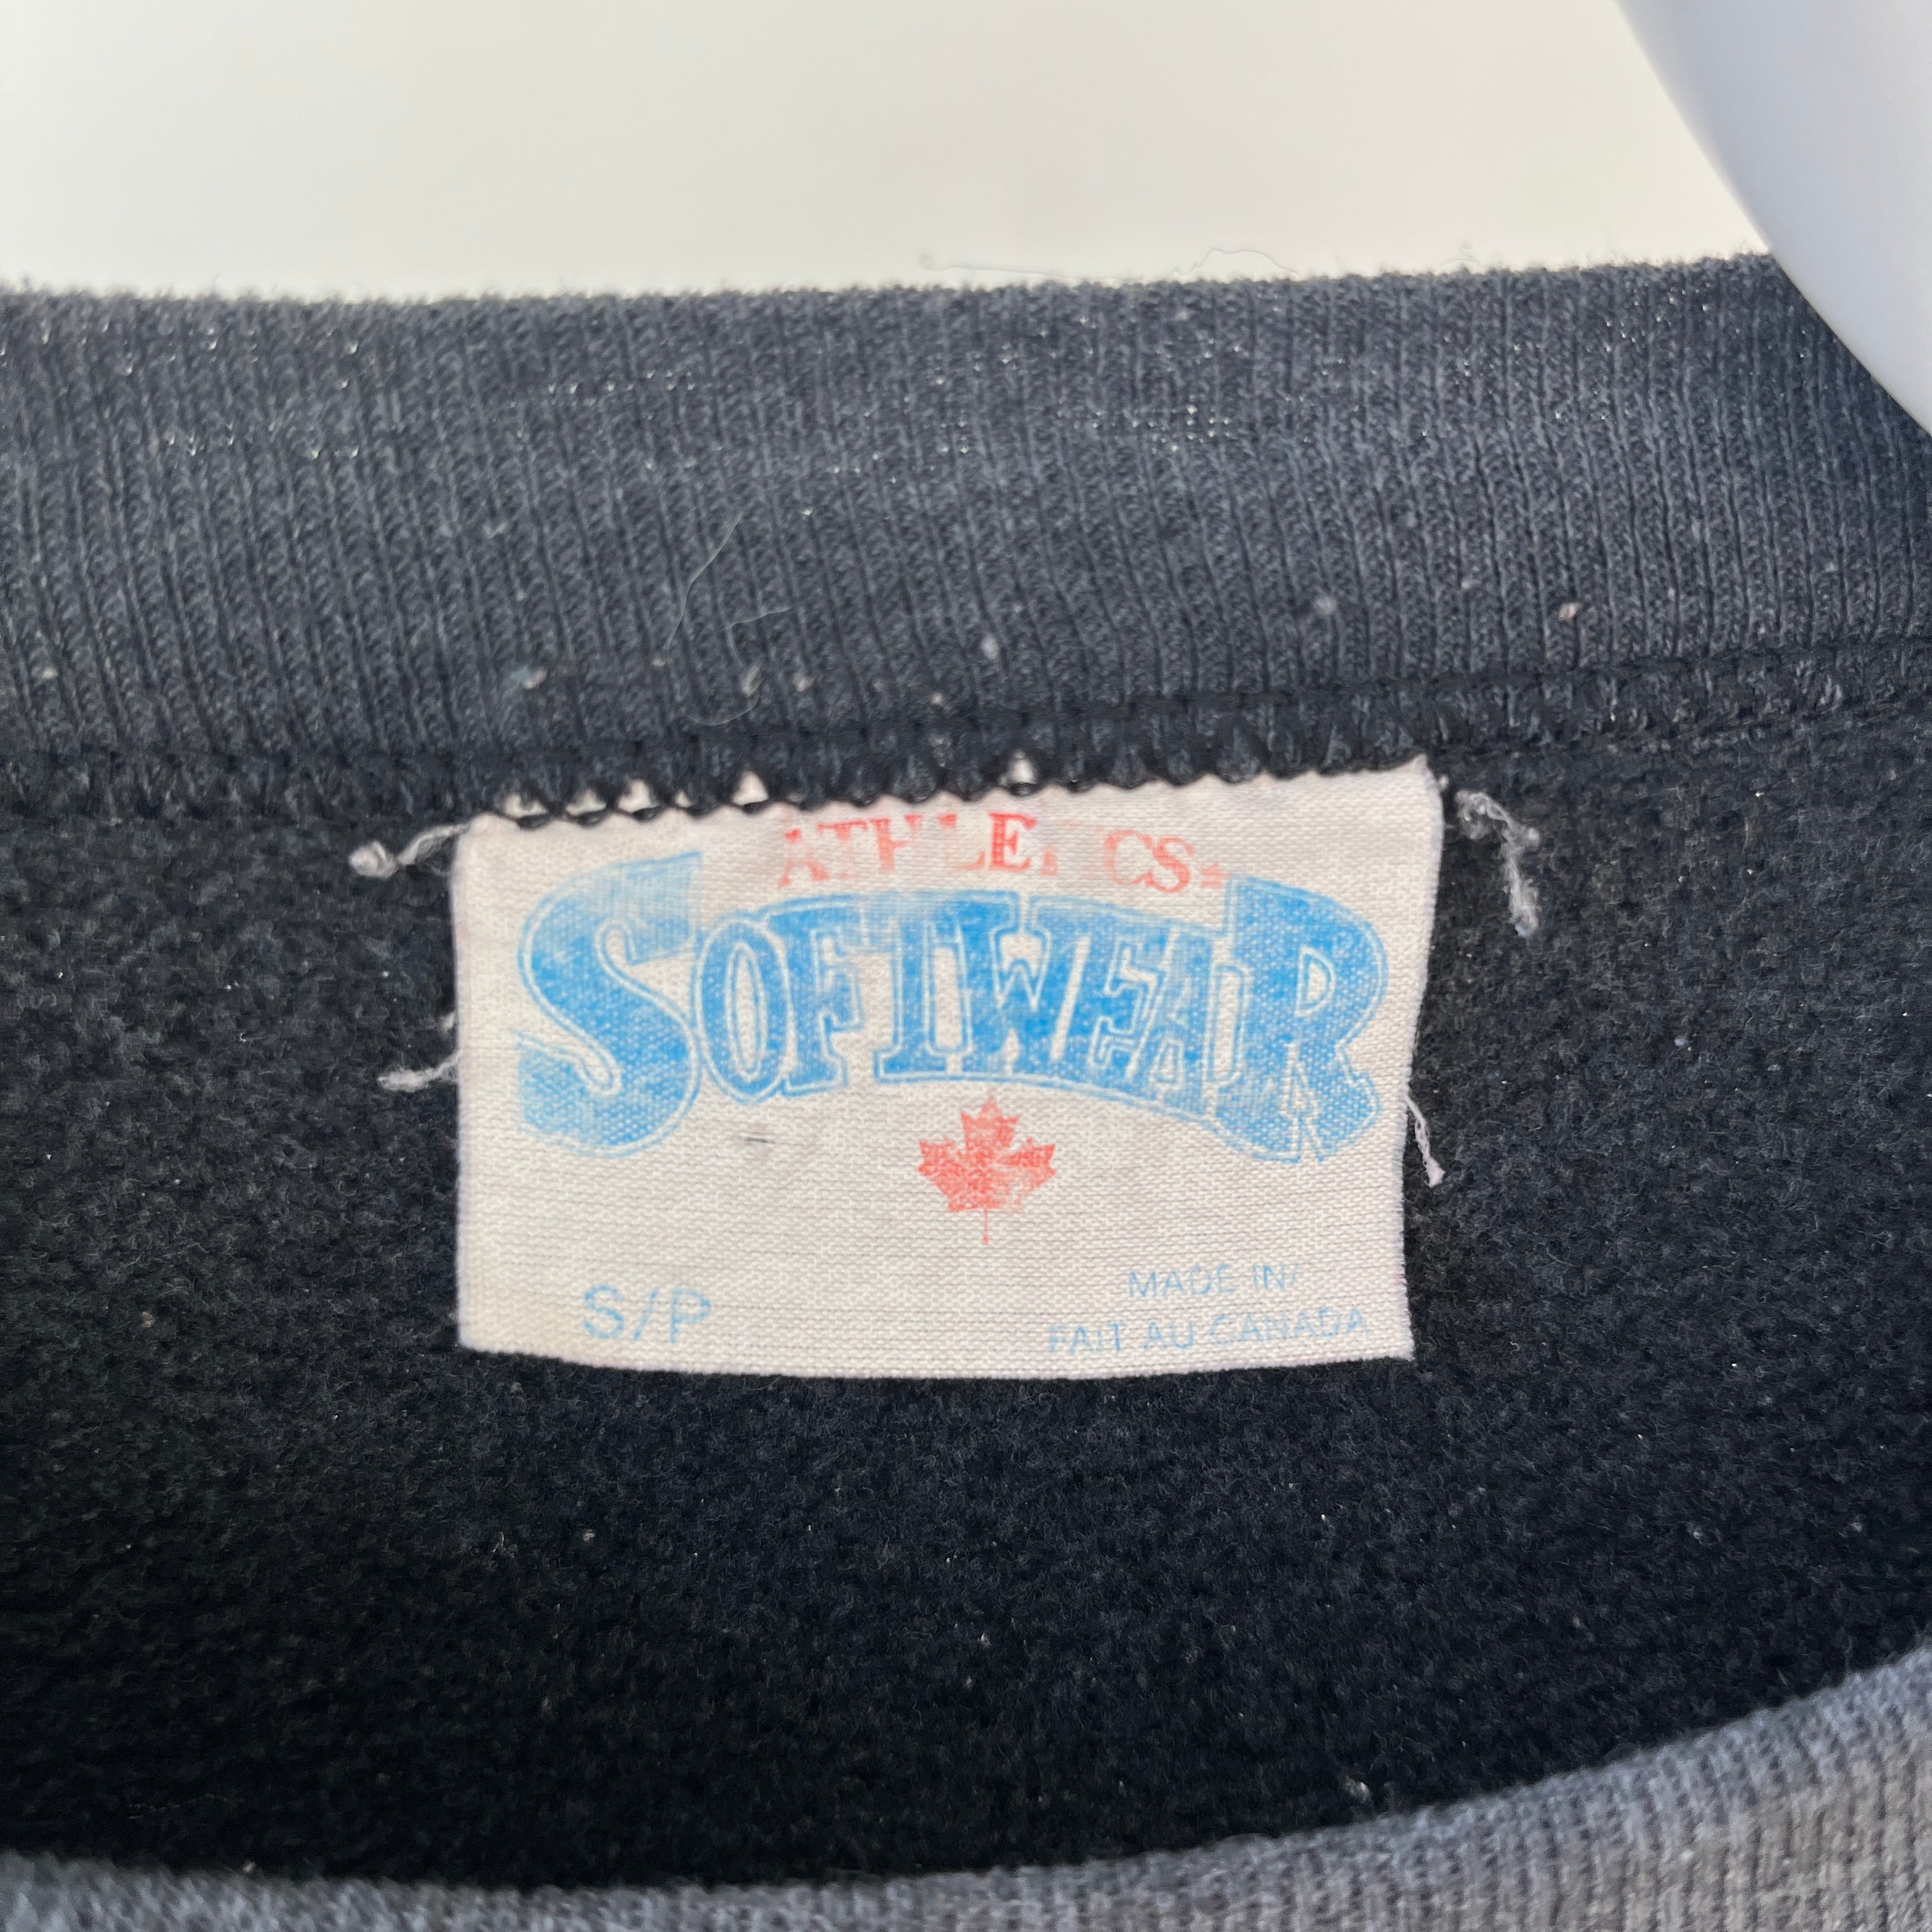 ATHLETICS
SOFTWEAR
S/P
MADE IN/
FAIT AU CANADA